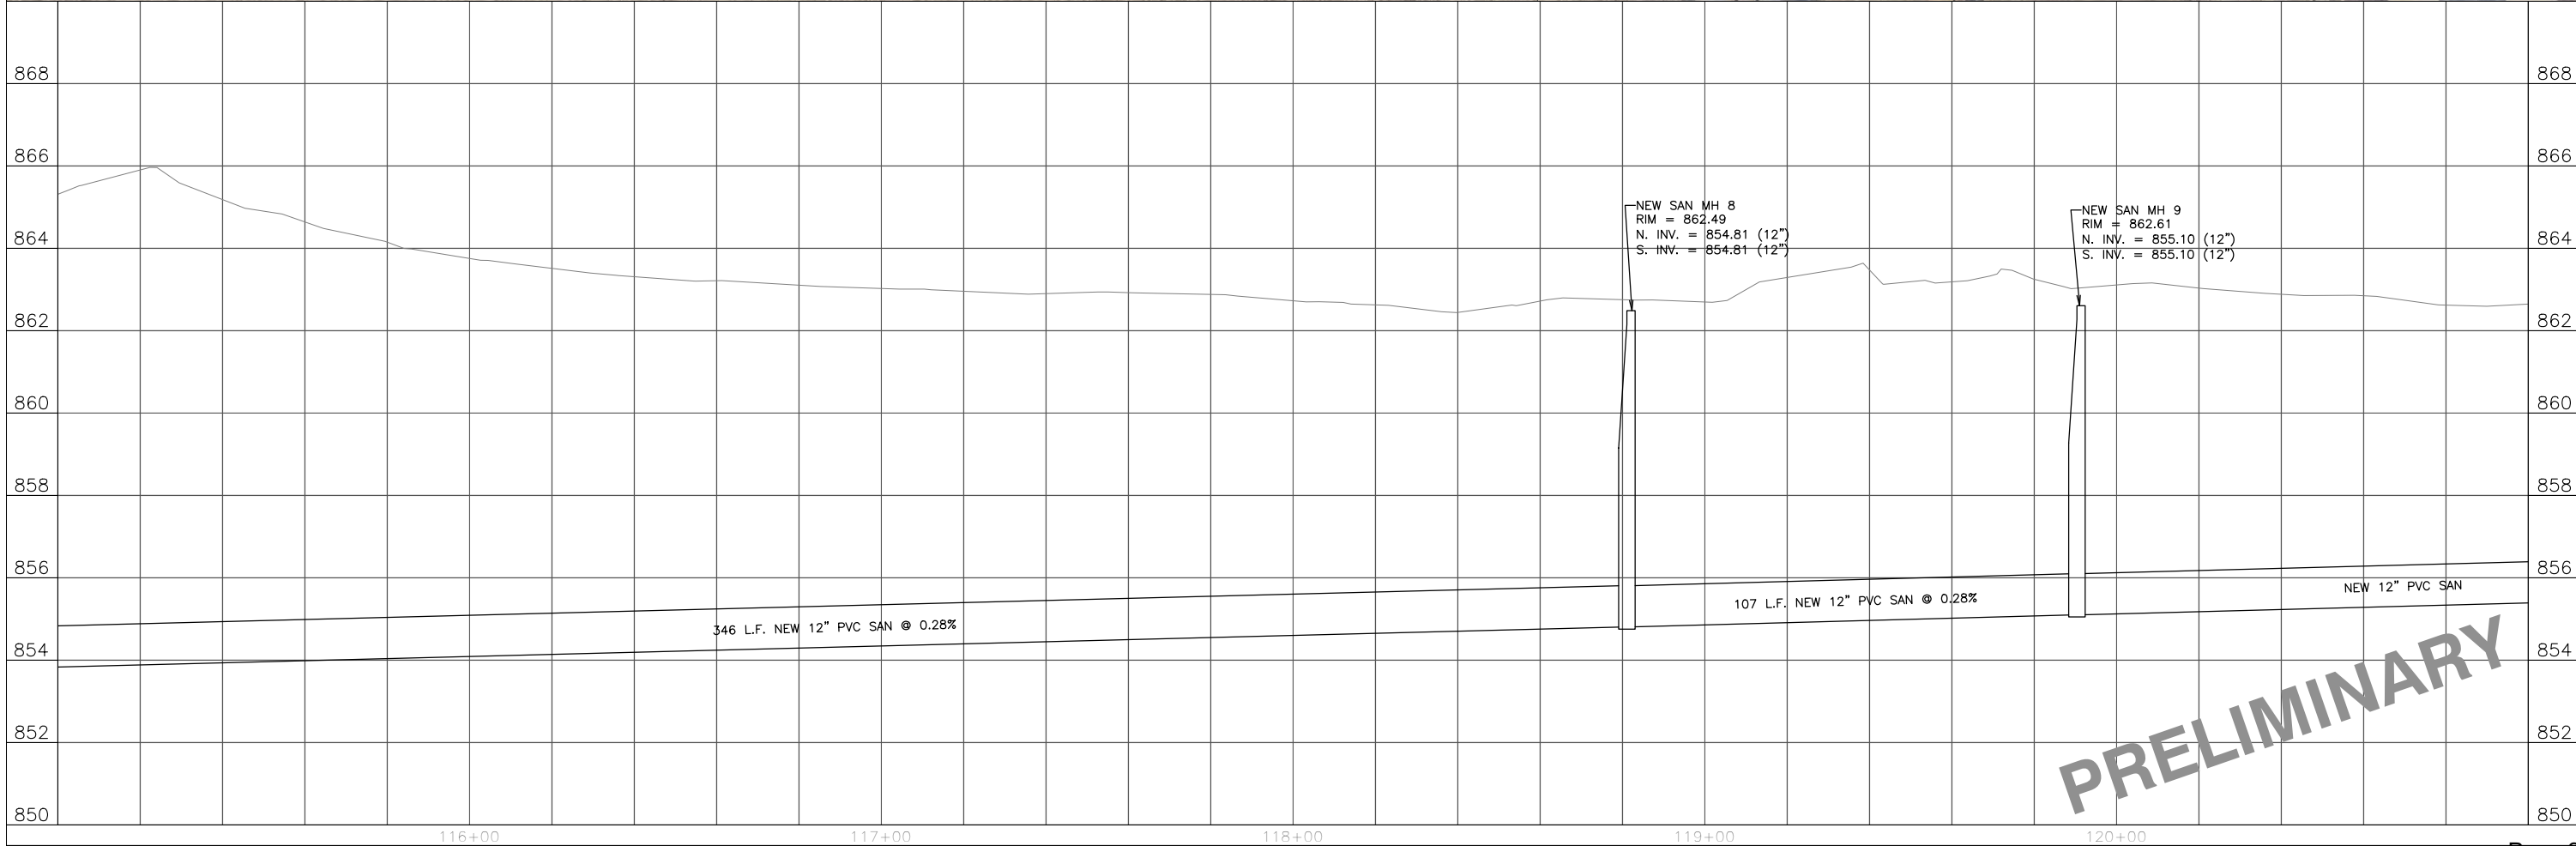 868
868
866
866
NEW SAN MH 8
RIM = 862.49
N. INV. = 854.81 (12")
S. INV. = 854.81 (12")
NEW SAN MH 9
RIM = 862.61
N. INV. = 855.10 (12")
S. INV. = 855.10 (12")
864
864
862
862
860
860
858
858
856
856
NEW 12" PVC SAN
107 L.F. NEW 12" PVC SAN @ 0.28%
346 L.F. NEW 12" PVC SAN @ 0.28%
854
854
PRELIMINARY
852
852
850
850
116+00
117+00
118+00
119+00
120+00